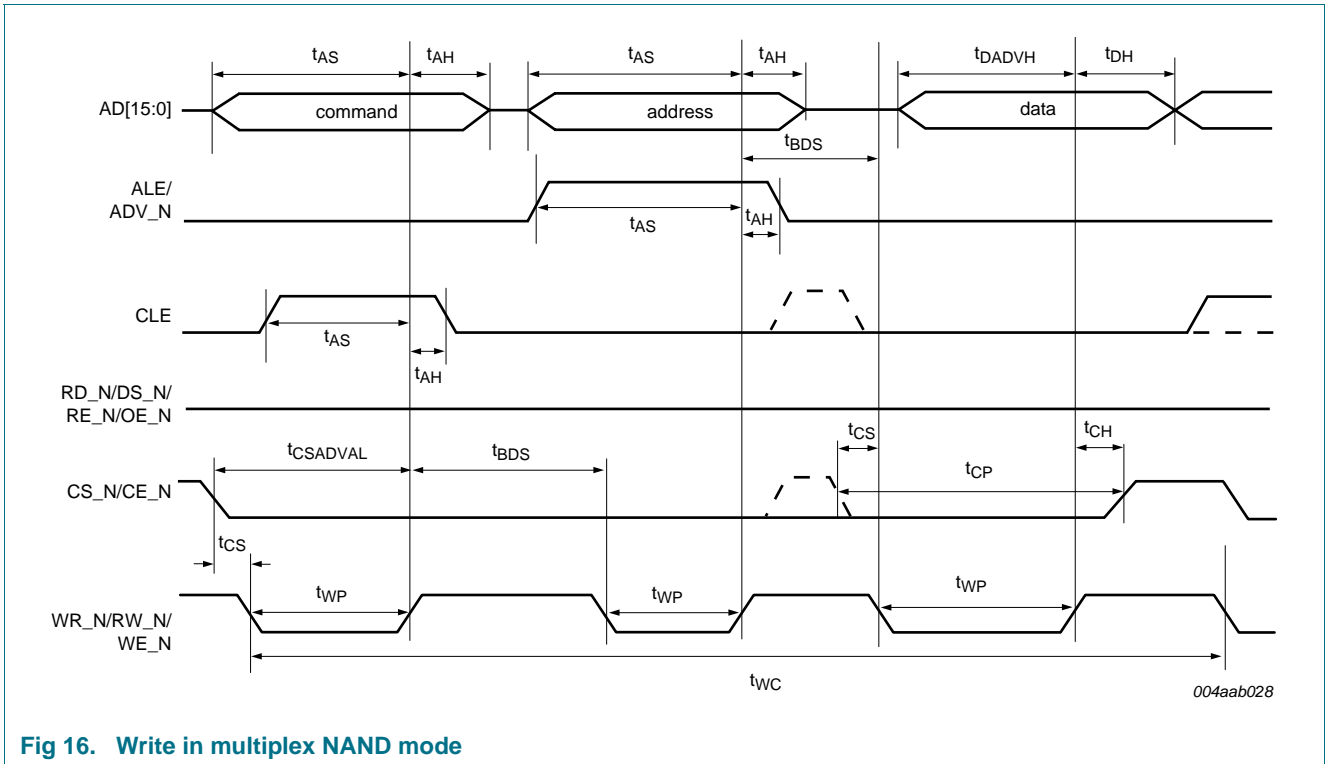 tAS tAH tAS tAH tDADVH tDH
AD[15:0] command address data
tBDS
ALE/
ADV_N
tAS tAH
CLE
tAS
tAH
RD_N/DS_N/
RE_N/OE_N
tCS tCH
tCSADVAL tBDS tCP
CS_N/CE_N
tCS
tWP tWP tWP
WR_N/RW_N/
WE_N
tWC
004aab028
Fig 16. Write in multiplex NAND mode